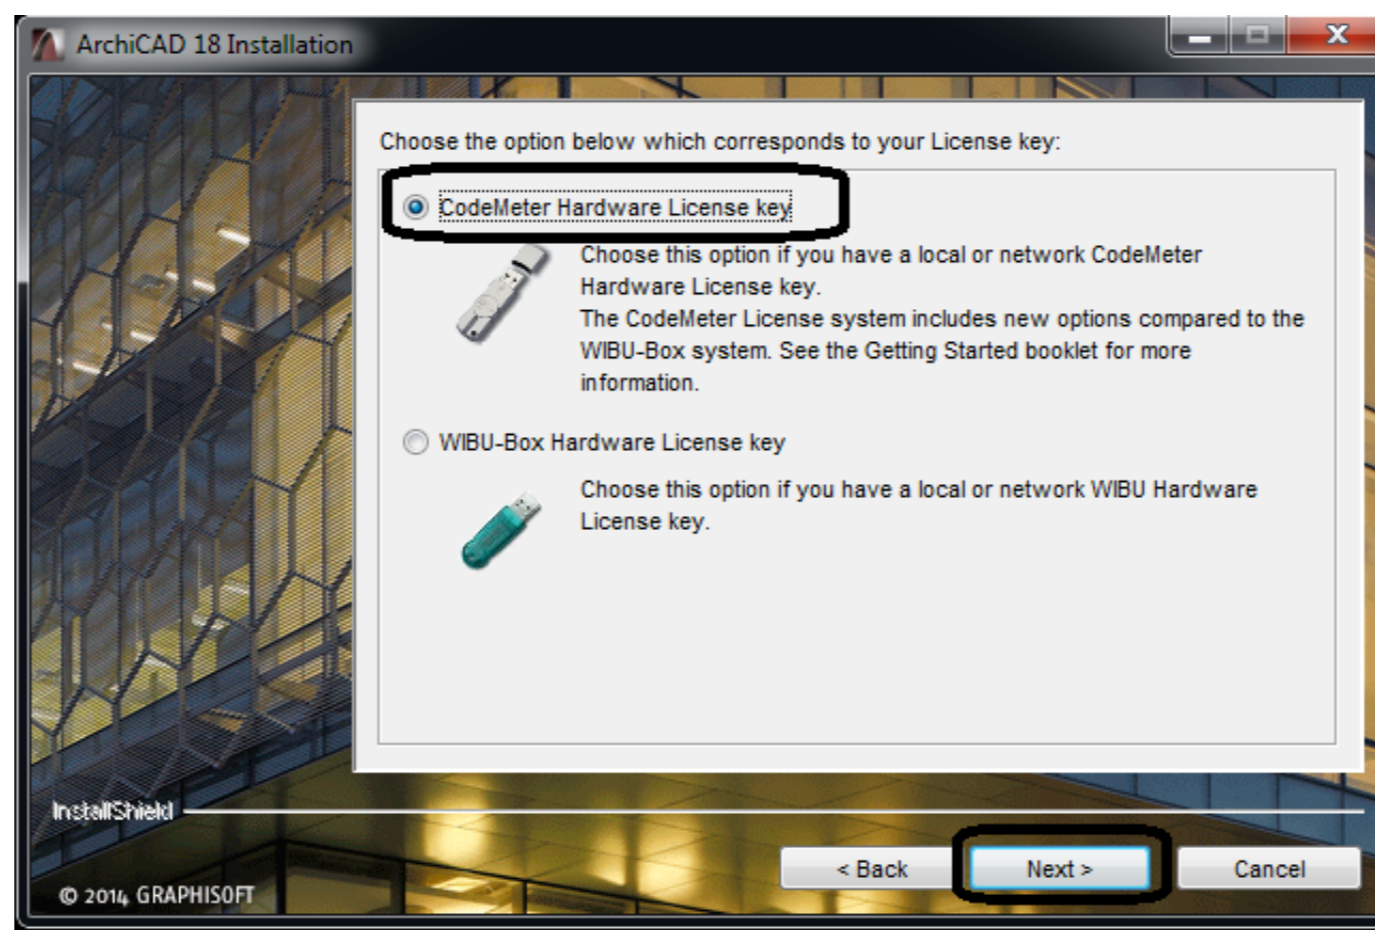 ArchiCAD 18 Installation
Choose the option below which corresponds to your License key:
CodeMeter Hardware License key
Choose this option if you have a local or network CodeMeter
Hardware License key.
The CodeMeter License system includes new options compared to the
WIBU-Box system. See the Getting Started booklet for more
information.
WIBU-Box Hardware License key
Choose this option if you have a local or network WIBU Hardware
License key.
InstallShield
< Back Next > Cancel
© 2014 GRAPHISOFT